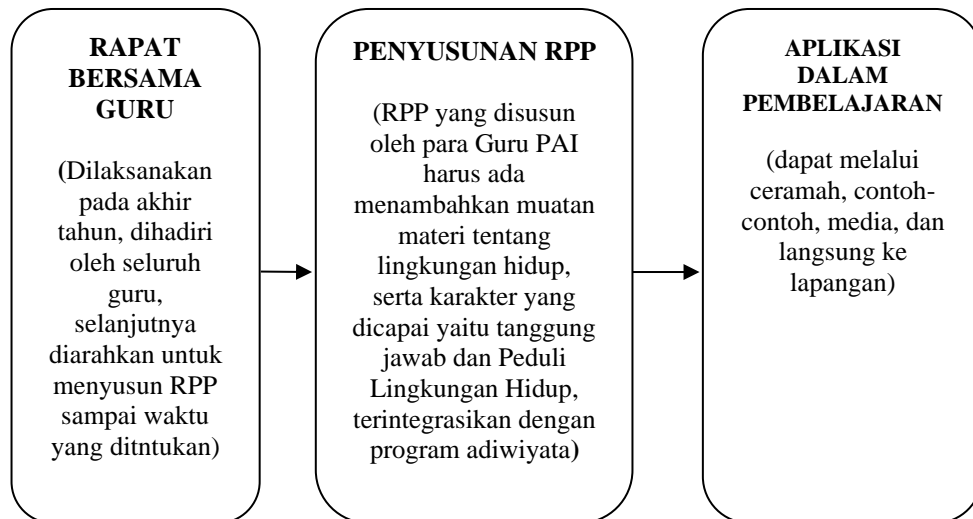 RAPAT
BERSAMA
GURU
(Dilaksanakan
pada akhir
tahun, dihadiri
oleh seluruh
guru,
selanjutnya
diarahkan untuk
menyusun RPP
sampai waktu
yang ditntukan)
PENYUSUNAN RPP
(RPP yang disusun
oleh para Guru PAI
harus ada
menambahkan muatan
materi tentang
lingkungan hidup,
serta karakter yang
dicapai yaitu tanggung
jawab dan Peduli
Lingkungan Hidup,
terintegrasikan dengan
program adiwiyata)
APLIKASI
DALAM
PEMBELAJARAN
(dapat melalui
ceramah, contoh-
contoh, media, dan
langsung ke
lapangan)